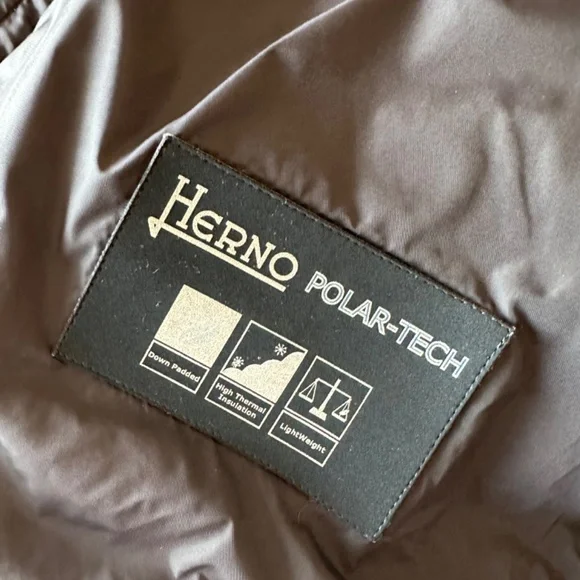 HERNO POLAR-TECH
Down Padded
High Thermal
Insulation
LightWeight